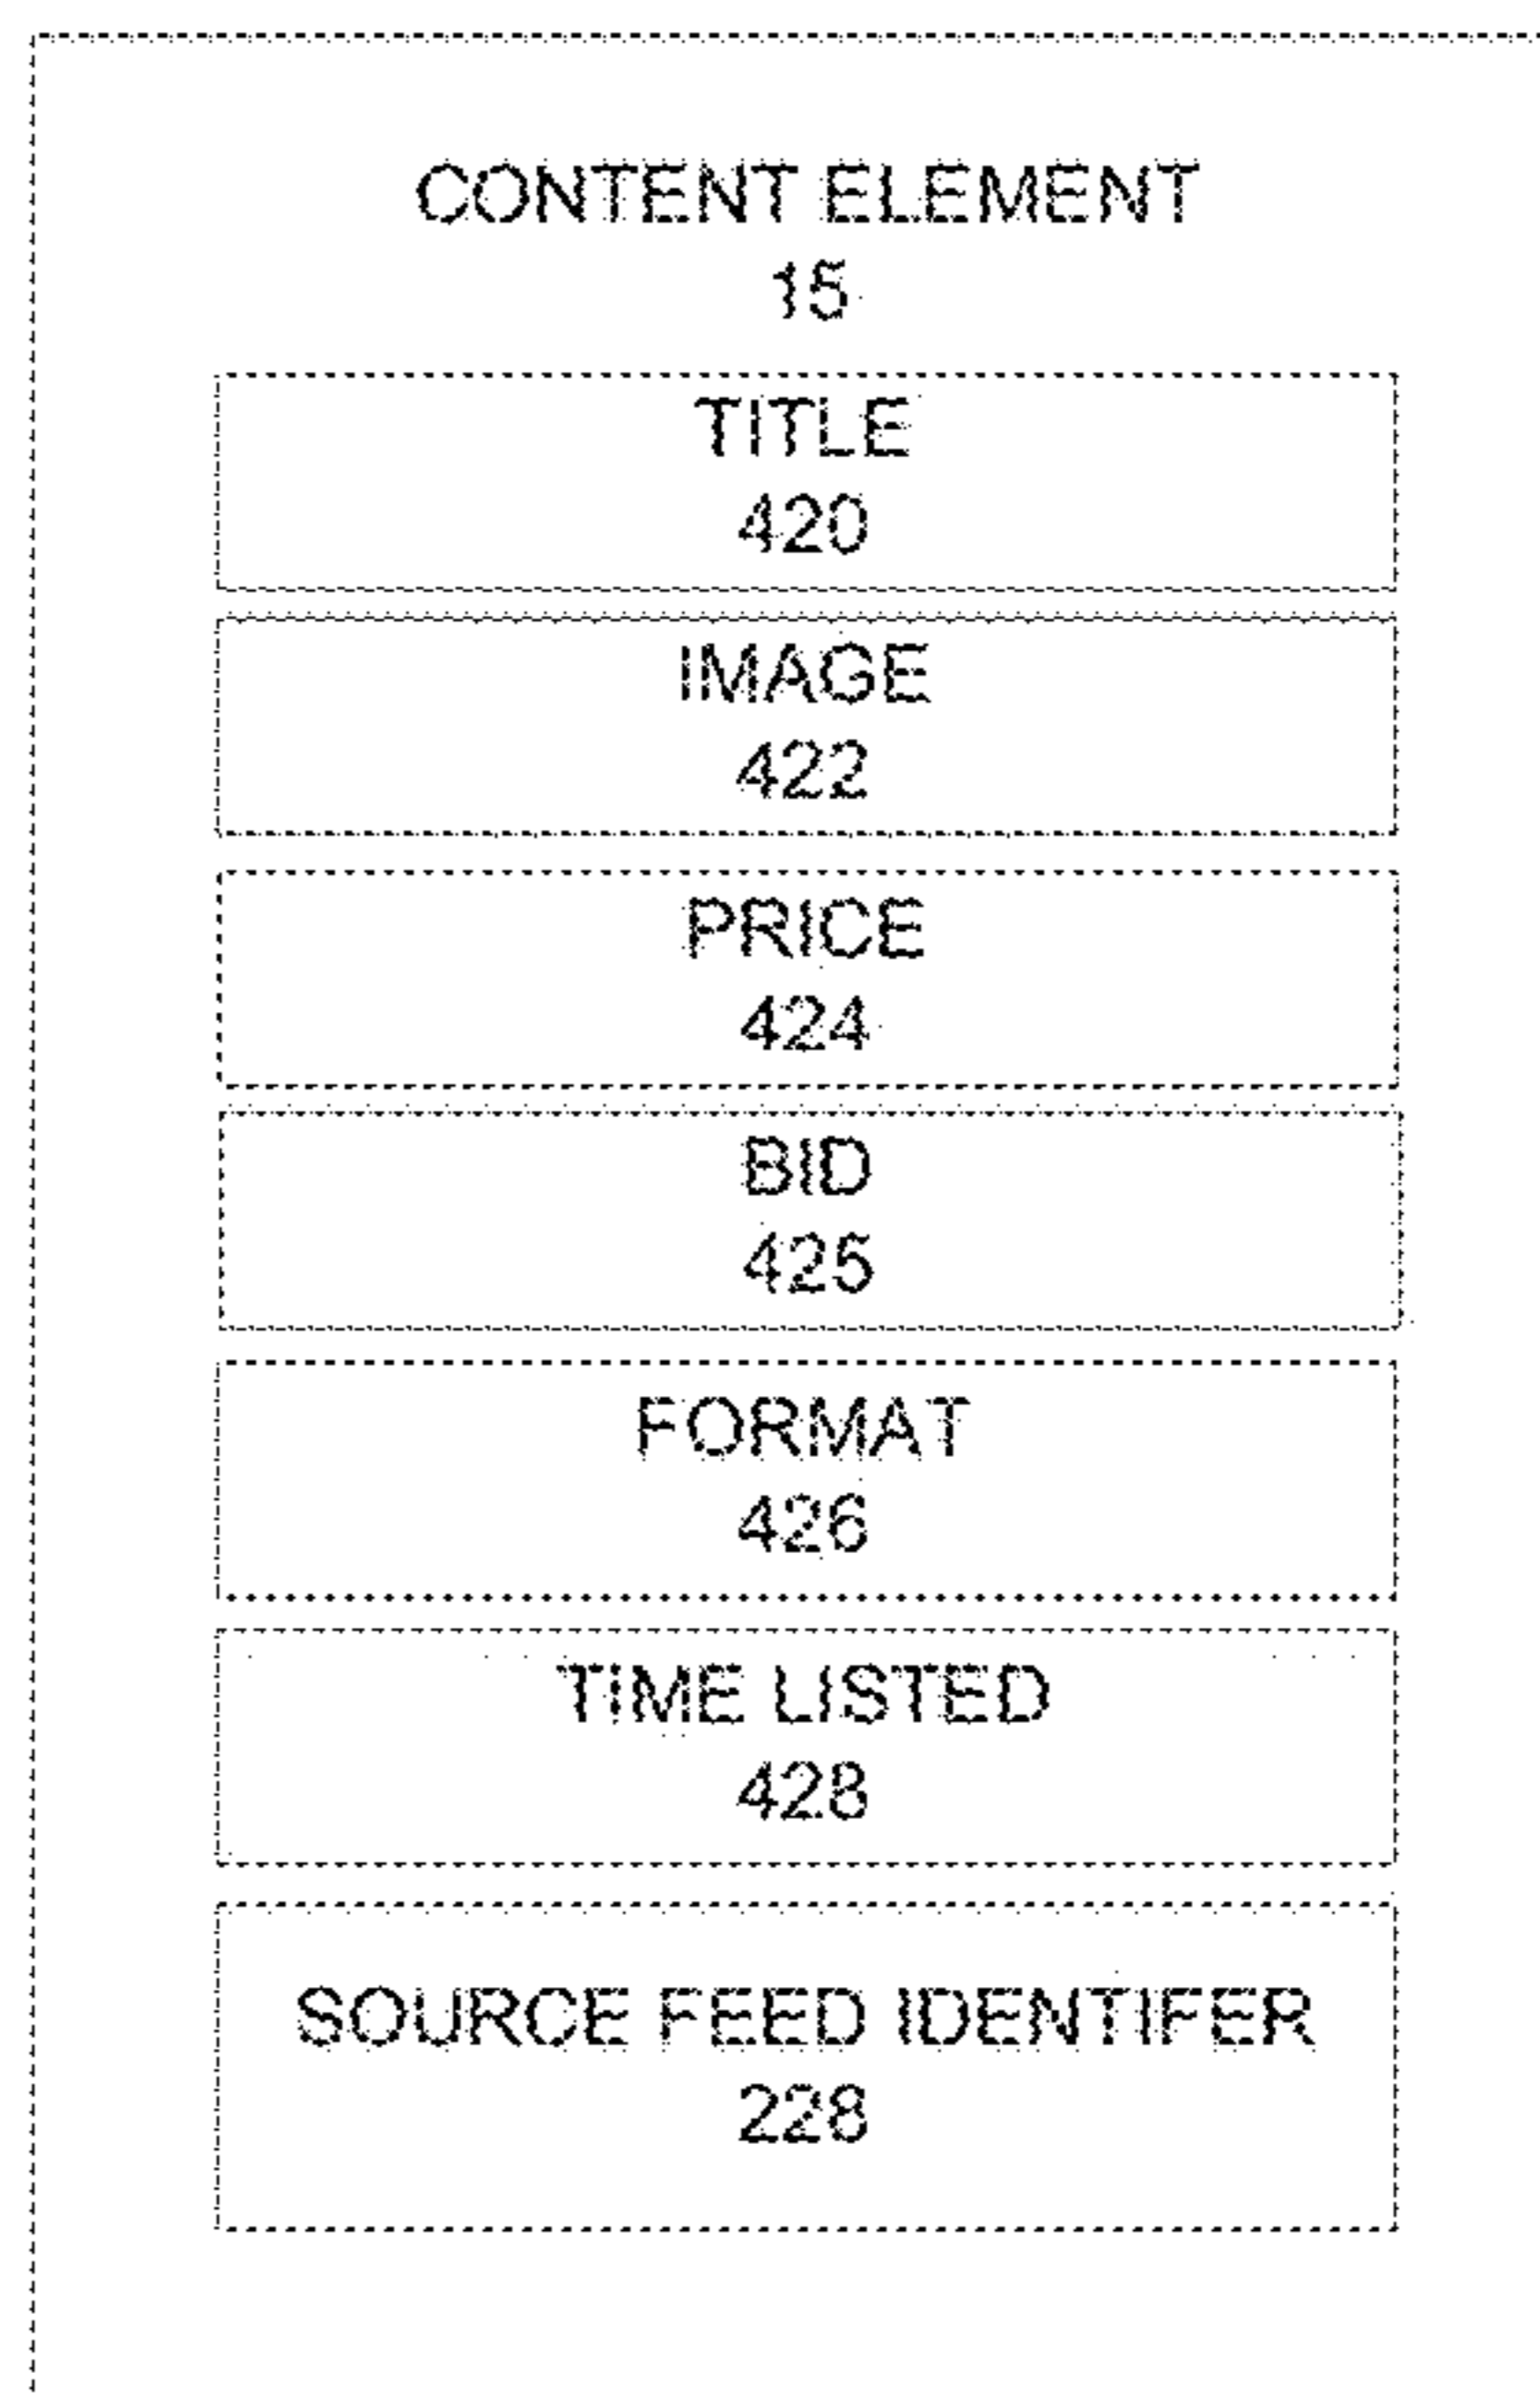 CONTENT ELEMENT
15
TITLE
420
IMAGE
422
PRICE
424
BID
425
FORMAT
426
TIME LISTED
428
SOURCE FEED IDENTIFER
228